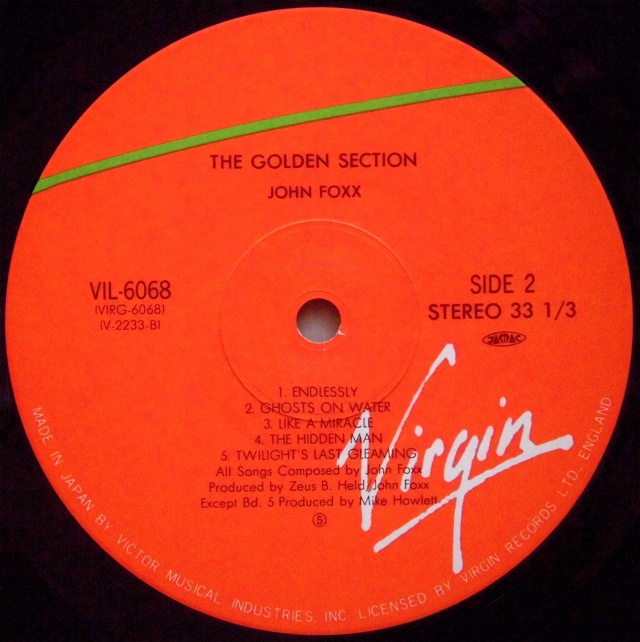 THE GOLDEN SECTION
JOHN FOXX
VIL-6068
(VIRG-6068)
(V-2233-B)
SIDE 2
STEREO 33 1/3
JASRAC
1. ENDLESSLY
2. GHOSTS ON WATER
3. LIKE A MIRACLE
4. THE HIDDEN MAN
5. TWILIGHT'S LAST GLEAMING
All Songs Composed by John Foxx
Produced by Zeus B. Held, John Foxx
Except Bd. 5 Produced by Mike Howlett
⑤
Virgin
MADE IN JAPAN BY VICTOR MUSICAL INDUSTRIES, INC. LICENSED BY VIRGIN RECORDS LTD. ENGLAND